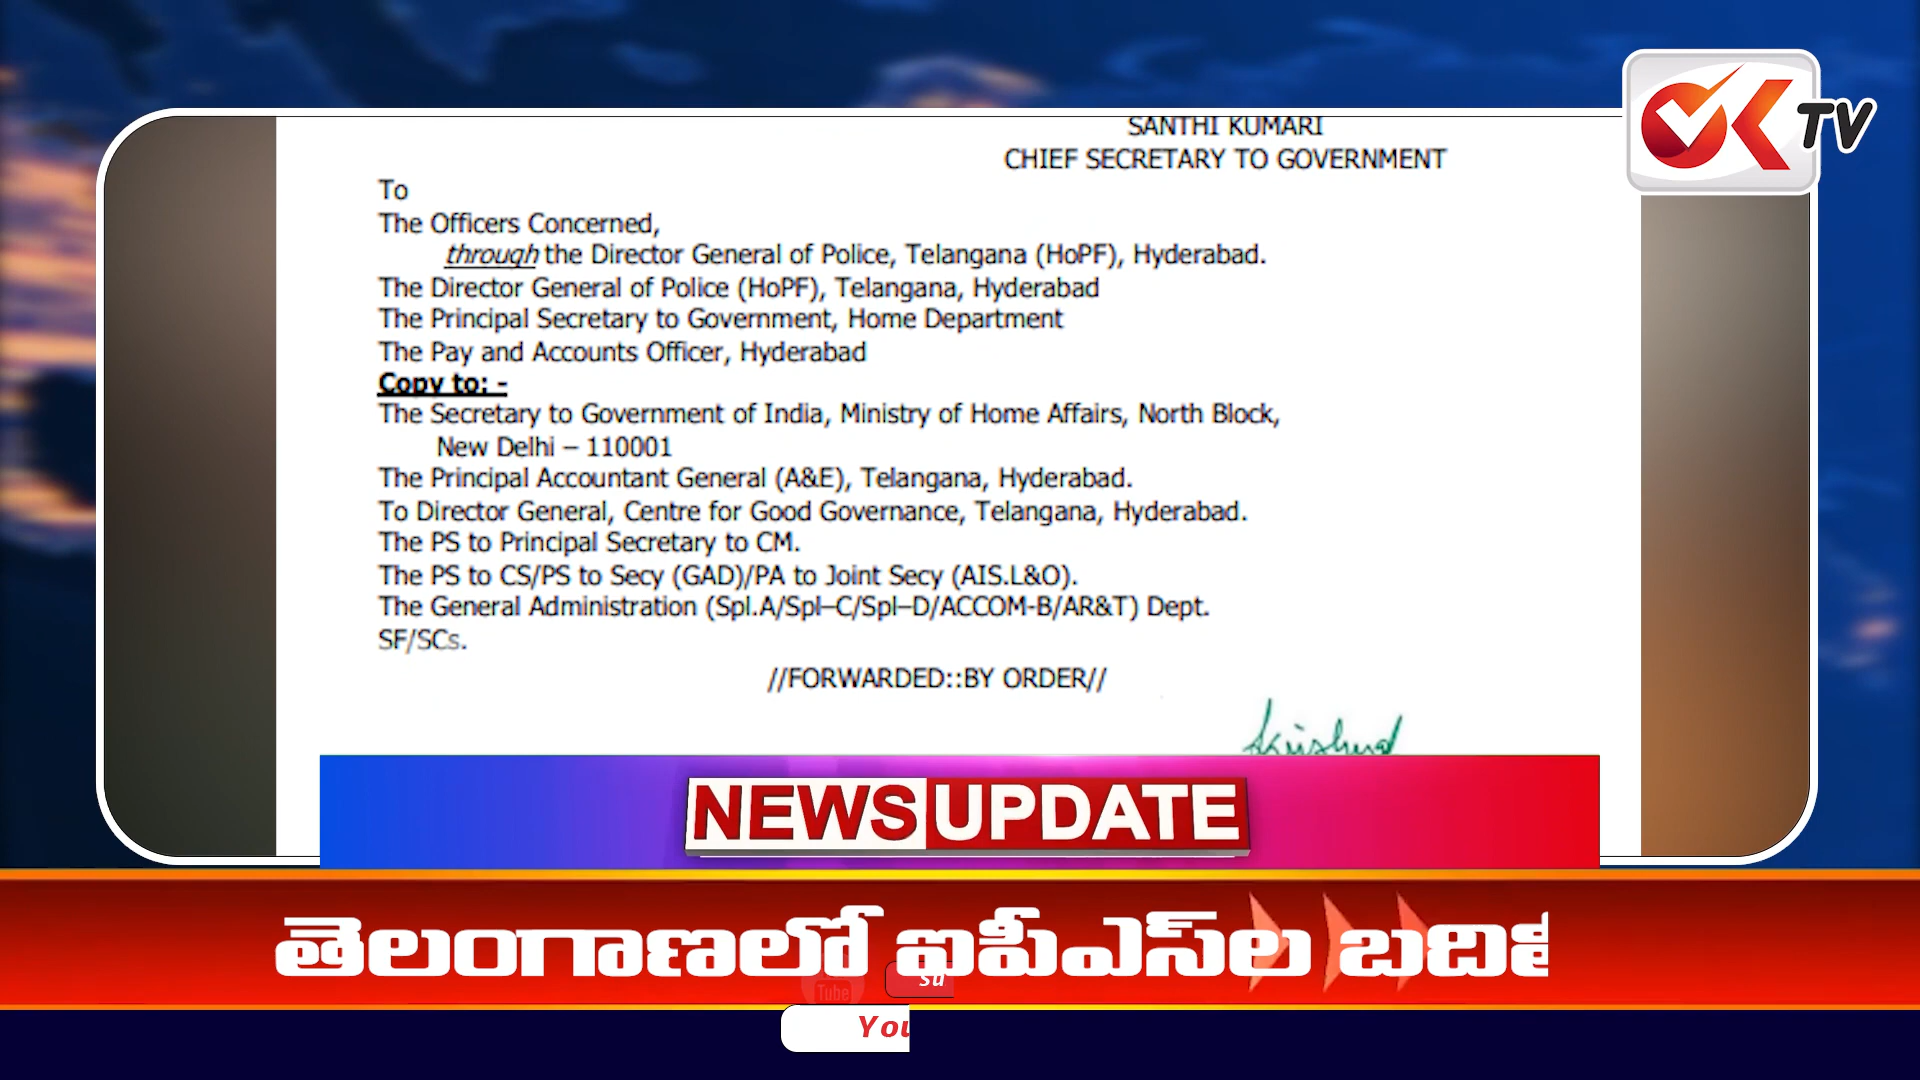 OK TV
SANTHI KUMARI
CHIEF SECRETARY TO GOVERNMENT
To
The Officers Concerned,
through the Director General of Police, Telangana (HoPF), Hyderabad.
The Director General of Police (HoPF), Telangana, Hyderabad
The Principal Secretary to Government, Home Department
The Pay and Accounts Officer, Hyderabad
Copy to: -
The Secretary to Government of India, Ministry of Home Affairs, North Block,
New Delhi – 110001
The Principal Accountant General (A&E), Telangana, Hyderabad.
To Director General, Centre for Good Governance, Telangana, Hyderabad.
The PS to Principal Secretary to CM.
The PS to CS/PS to Secy (GAD)/PA to Joint Secy (AIS.L&O).
The General Administration (Spl.A/Spl–C/Spl–D/ACCOM-B/AR&T) Dept.
SF/SCs.
//FORWARDED::BY ORDER//
NEWS UPDATE
తెలంగాణలో ఐపీఎస్‌ల
Tube
su
You